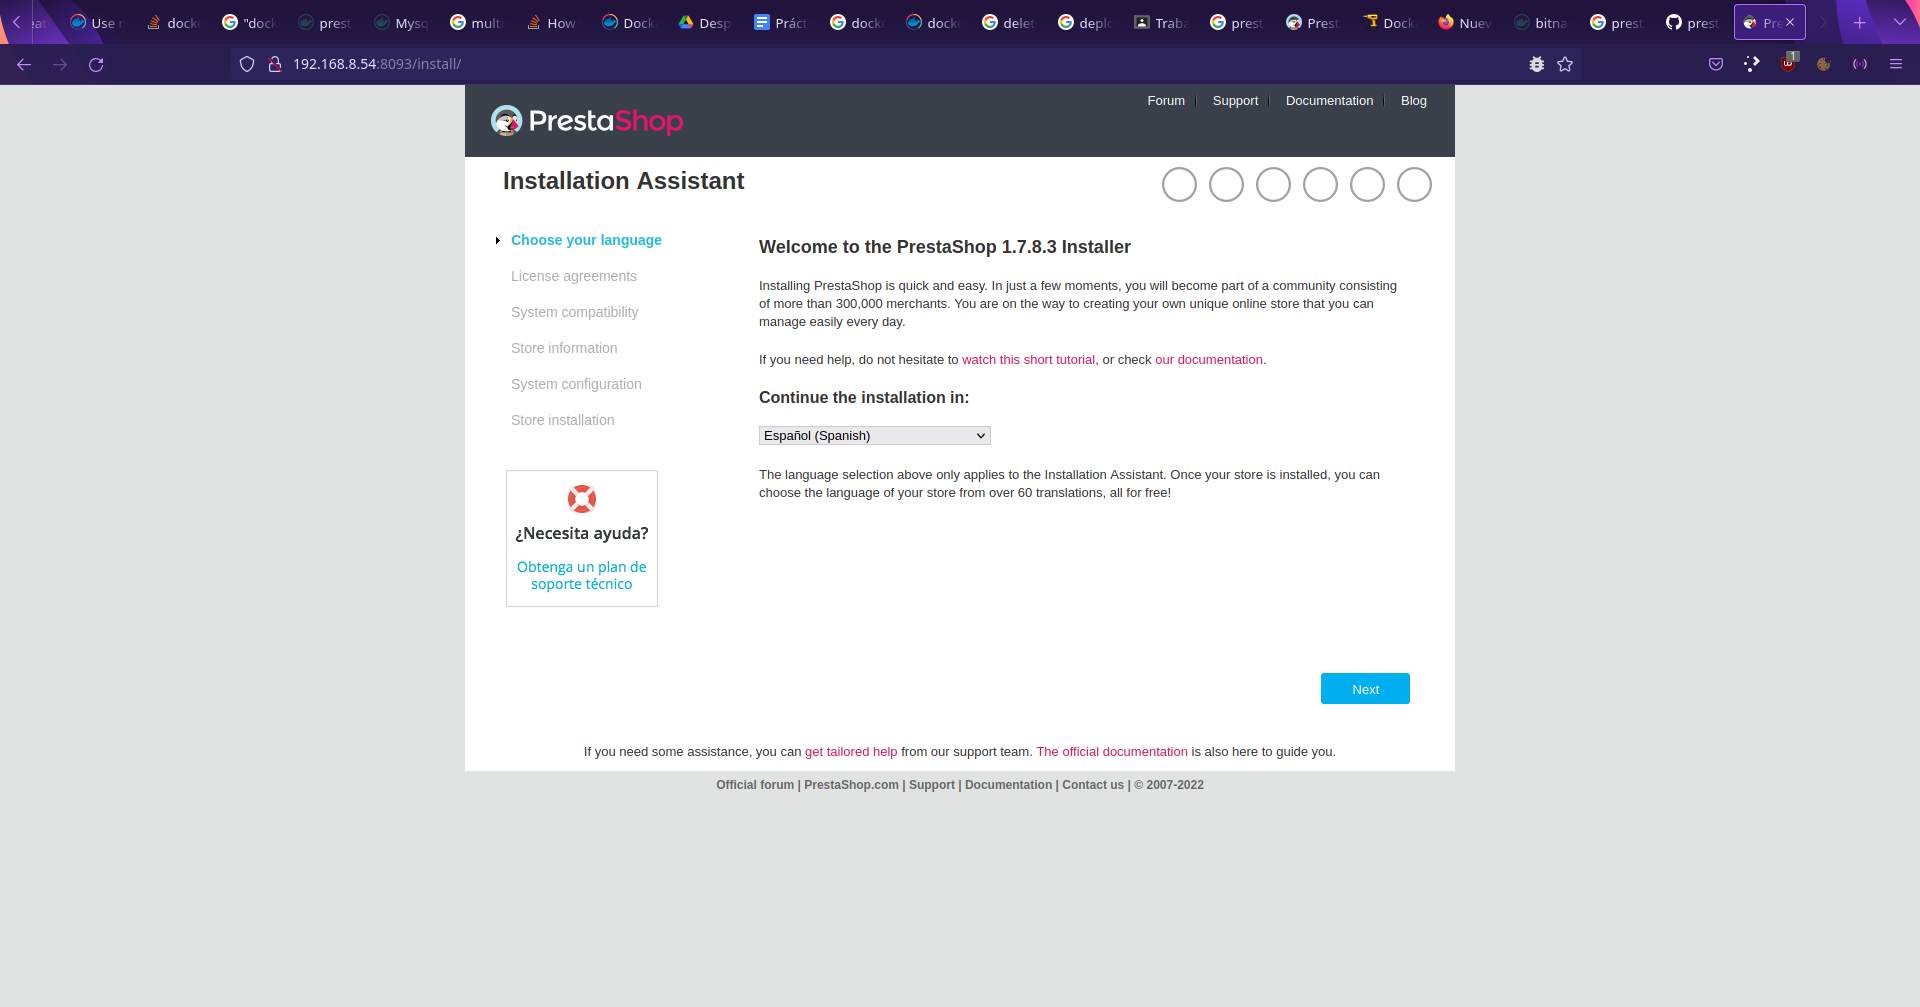 Use
dock
"dock
prest
Mysq
multi
How
Dock
Desp
Práct
dock
dock
delet
deplo
Traba
prest
Prest
Dock
Nuev
bitna
prest
prest
Pre
192.168.8.54:8093/install/
1
Forum
Support
Documentation
Blog
PrestaShop
Installation Assistant
Choose your language
License agreements
System compatibility
Store information
System configuration
Store installation
¿Necesita ayuda?
Obtenga un plan de
soporte técnico
Welcome to the PrestaShop 1.7.8.3 Installer
Installing PrestaShop is quick and easy. In just a few moments, you will become part of a community consisting
of more than 300,000 merchants. You are on the way to creating your own unique online store that you can
manage easily every day.
If you need help, do not hesitate to watch this short tutorial, or check our documentation.
Continue the installation in:
Español (Spanish)
The language selection above only applies to the Installation Assistant. Once your store is installed, you can
choose the language of your store from over 60 translations, all for free!
Next
If you need some assistance, you can get tailored help from our support team. The official documentation is also here to guide you.
Official forum | PrestaShop.com | Support | Documentation | Contact us | © 2007-2022